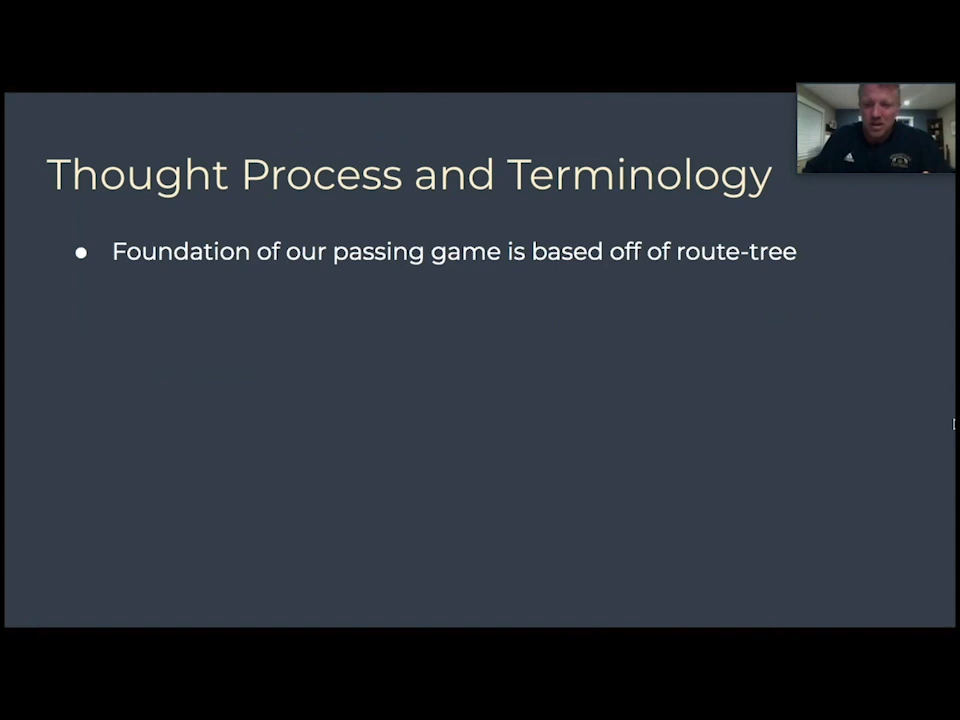 Thought Process and Terminology
● Foundation of our passing game is based off of route-tree